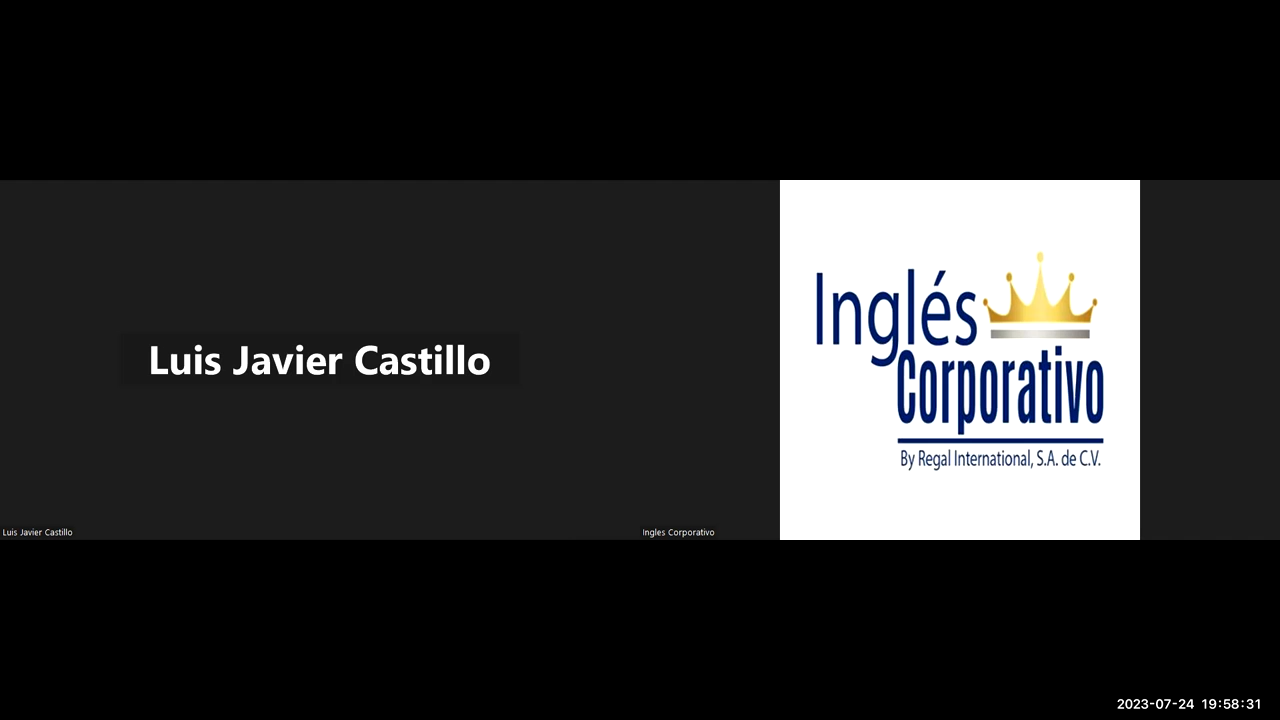 Luis Javier Castillo
Inglés
Corporativo
By Regal International, S.A. de C.V.
Luis Javier Castillo
Ingles Corporativo
2023-07-24 19:58:31